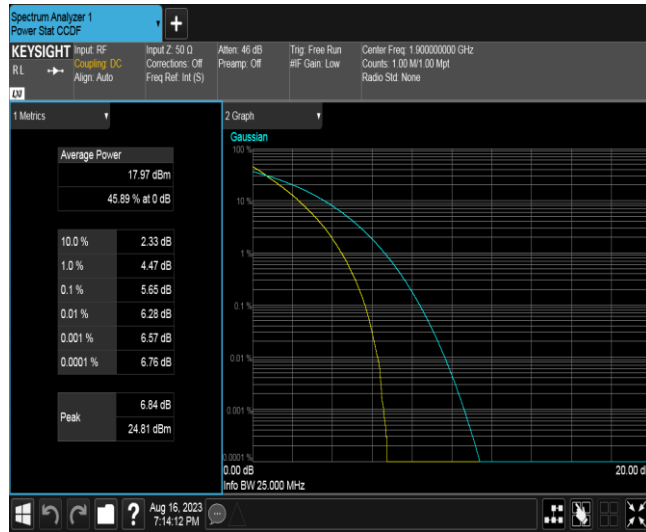 Spectrum Analyzer 1
Power Stat CCDF
KEYSIGHT
RL
LXI
Input: RF
Coupling: DC
Align: Auto
Input Z: 50 Ω
Corrections: Off
Freq Ref: Int (S)
Atten: 46 dB
Preamp: Off
Trig: Free Run
#IF Gain: Low
Center Freq: 1.900000000 GHz
Counts: 1.00 M/1.00 Mpt
Radio Std: None
1 Metrics
Average Power
17.97 dBm
45.89 % at 0 dB
10.0 % 2.33 dB
1.0 % 4.47 dB
0.1 % 5.65 dB
0.01 % 6.28 dB
0.001 % 6.57 dB
0.0001 % 6.76 dB
Peak
6.84 dB
24.81 dBm
2 Graph
Gaussian
100 %
10 %
1 %
0.1 %
0.01 %
0.001 %
0.0001 %
0.00 dB
20.00 d
Info BW 25.000 MHz
?
Aug 16, 2023
7:14:12 PM